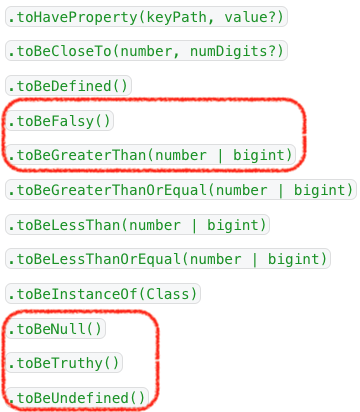 .toHaveProperty(keyPath, value?)
.toBeCloseTo(number, numDigits?)
.toBeDefined()
.toBeFalsy()
.toBeGreaterThan(number | bigint)
.toBeGreaterThanOrEqual(number | bigint)
.toBeLessThan(number | bigint)
.toBeLessThanOrEqual(number | bigint)
.toBeInstanceOf(Class)
.toBeNull()
.toBeTruthy()
.toBeUndefined()